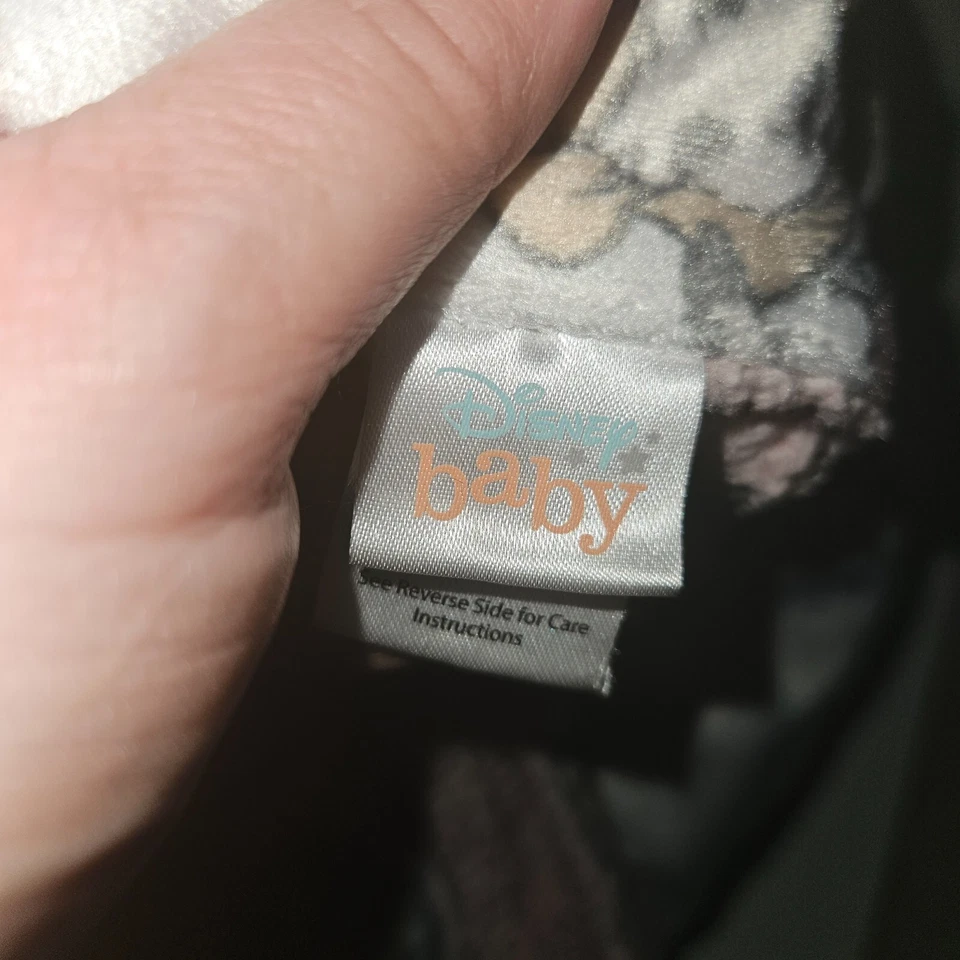 Disney
baby
See Reverse Side for Care
Instructions